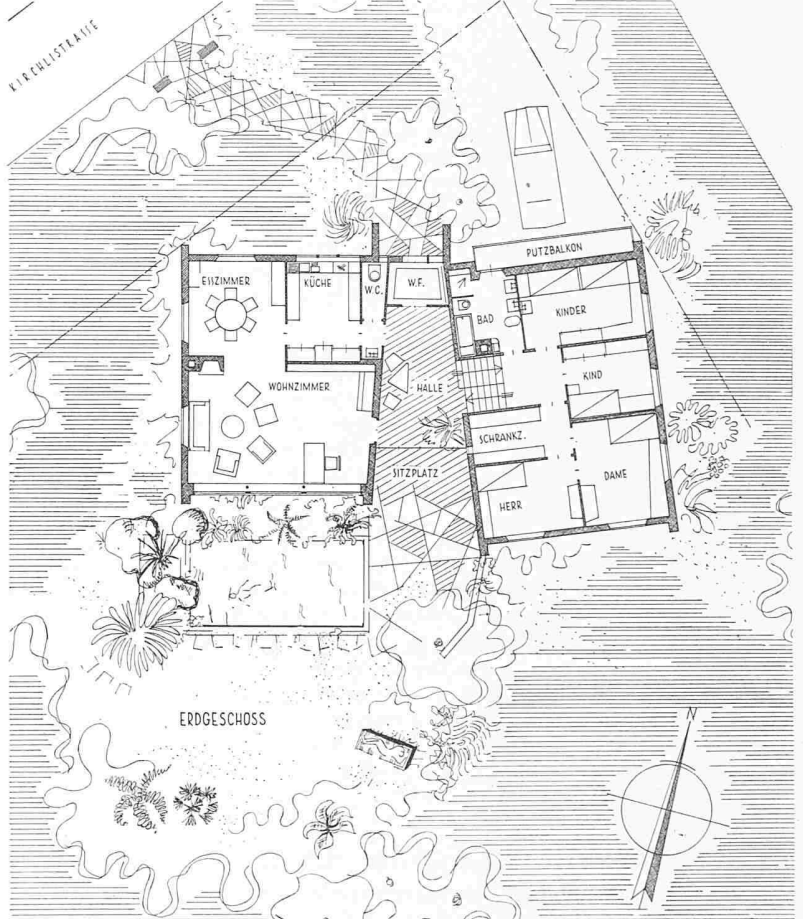 KIRCHLISTRASSE
PUTZBALKON
ESSZIMMER
KÜCHE
W.C.
W.F.
BAD
KINDER
KIND
WOHNZIMMER
HALLE
SCHRANKZ.
SITZPLATZ
HERR
DAME
ERDGESCHOSS
N